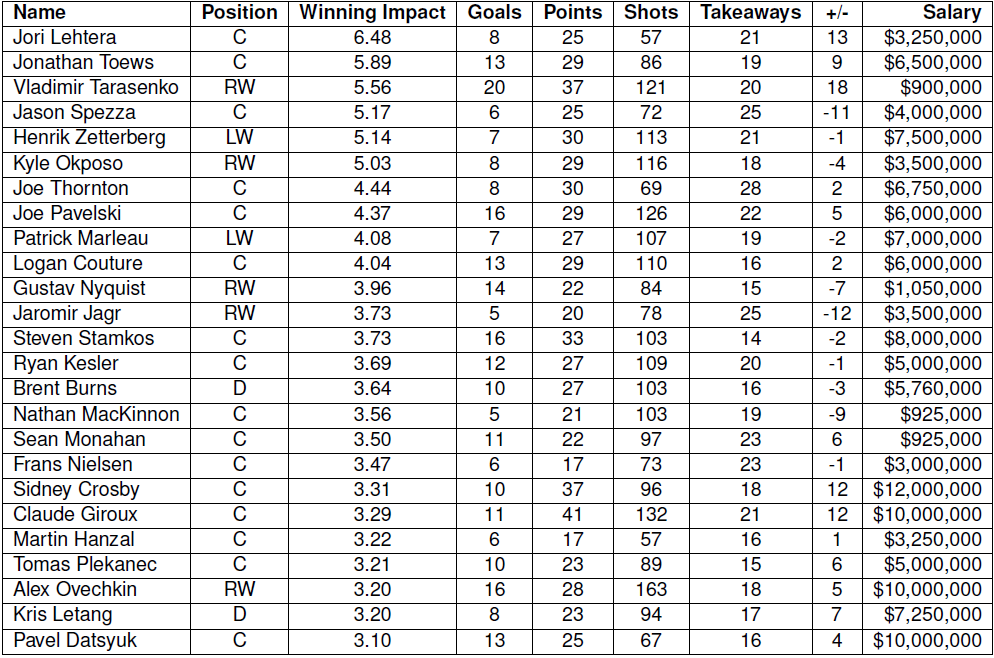 Name Position Winning Impact Goals Points Shots Takeaways +/- Salary
Jori Lehtera C 6.48 8 25 57 21 13 $3,250,000
Jonathan Toews C 5.89 13 29 86 19 9 $6,500,000
Vladimir Tarasenko RW 5.56 20 37 121 20 18 $900,000
Jason Spezza C 5.17 6 25 72 25 -11 $4,000,000
Henrik Zetterberg LW 5.14 7 30 113 21 -1 $7,500,000
Kyle Okposo RW 5.03 8 29 116 18 -4 $3,500,000
Joe Thornton C 4.44 8 30 69 28 2 $6,750,000
Joe Pavelski C 4.37 16 29 126 22 5 $6,000,000
Patrick Marleau LW 4.08 7 27 107 19 -2 $7,000,000
Logan Couture C 4.04 13 29 110 16 2 $6,000,000
Gustav Nyquist RW 3.96 14 22 84 15 -7 $1,050,000
Jaromir Jagr RW 3.73 5 20 78 25 -12 $3,500,000
Steven Stamkos C 3.73 16 33 103 14 -2 $8,000,000
Ryan Kesler C 3.69 12 27 109 20 -1 $5,000,000
Brent Burns D 3.64 10 27 103 16 -3 $5,760,000
Nathan MacKinnon C 3.56 5 21 103 19 -9 $925,000
Sean Monahan C 3.50 11 22 97 23 6 $925,000
Frans Nielsen C 3.47 6 17 73 23 -1 $3,000,000
Sidney Crosby C 3.31 10 37 96 18 12 $12,000,000
Claude Giroux C 3.29 11 41 132 21 12 $10,000,000
Martin Hanzal C 3.22 6 17 57 16 1 $3,250,000
Tomas Plekanec C 3.21 10 23 89 15 6 $5,000,000
Alex Ovechkin RW 3.20 16 28 163 18 5 $10,000,000
Kris Letang D 3.20 8 23 94 17 7 $7,250,000
Pavel Datsyuk C 3.10 13 25 67 16 4 $10,000,000